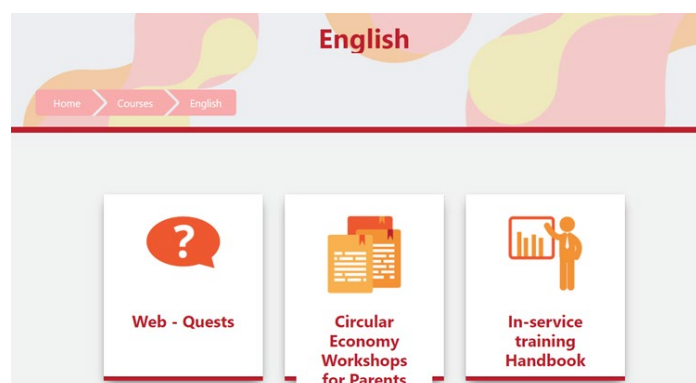 English
Home
Courses
English
Web - Quests
Circular
Economy
Workshops
for Parents
In-service
training
Handbook